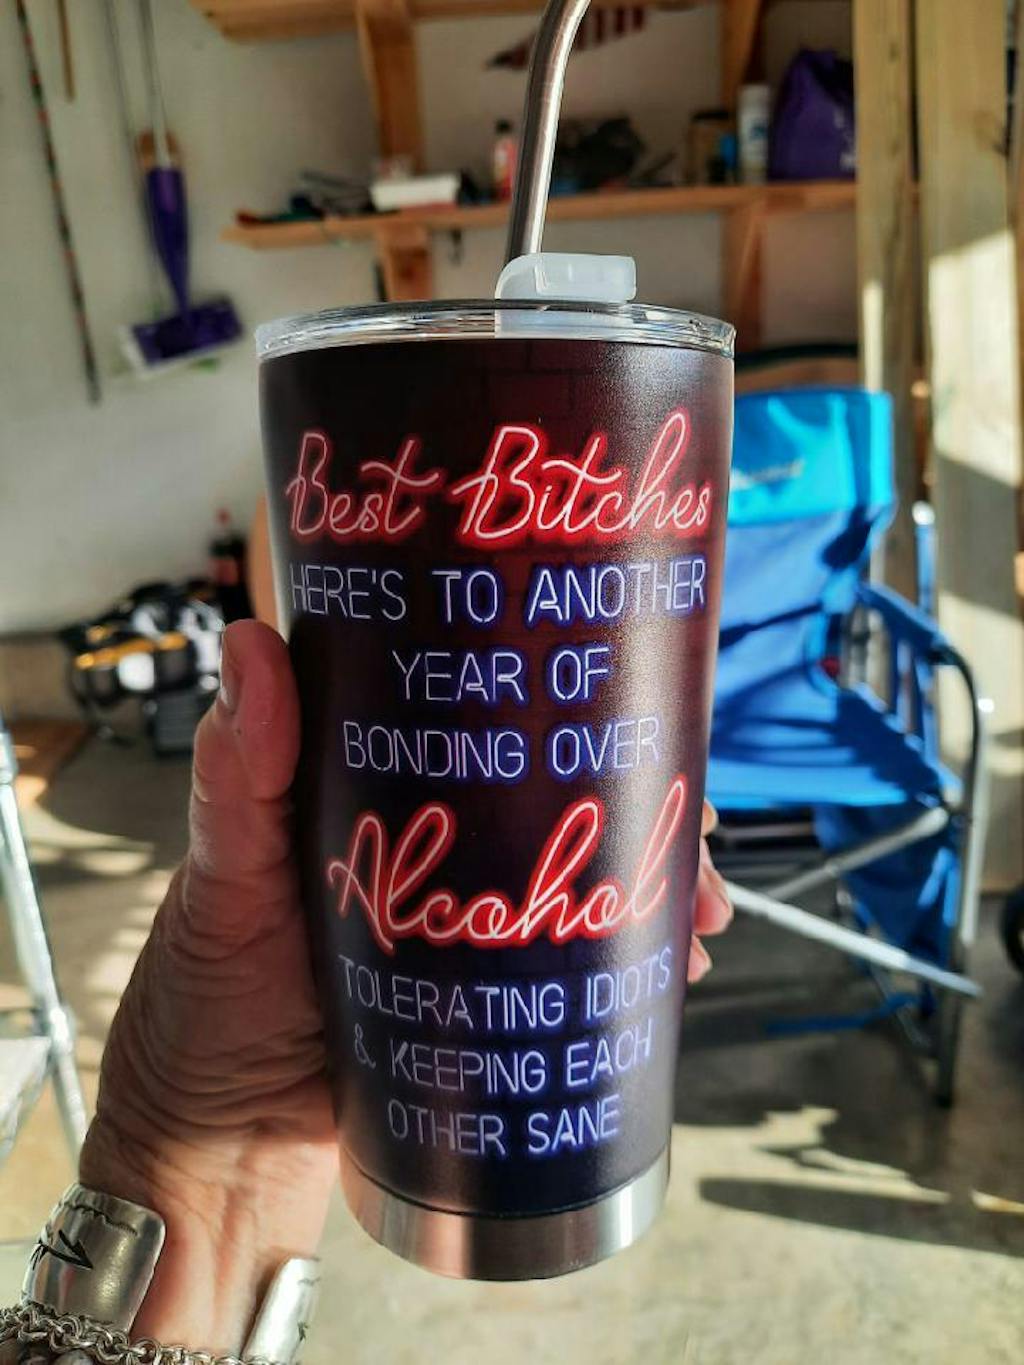 Best Bitches
HERE'S TO ANOTHER
YEAR OF
BONDING OVER
Alcohol
TOLERATING IDIOTS
& KEEPING EACH
OTHER SANE